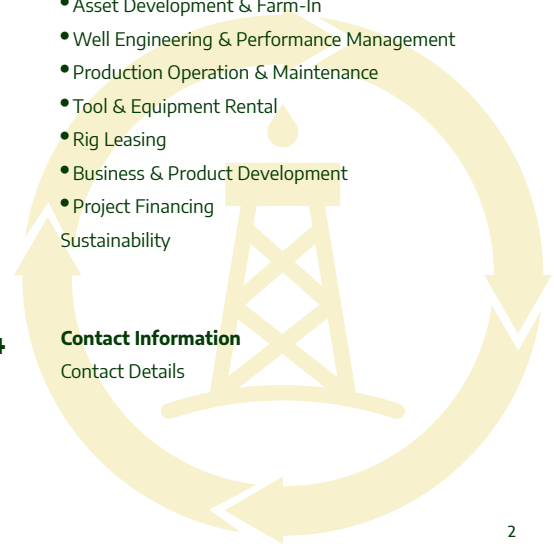 • Asset Development & Farm-In
• Well Engineering & Performance Management
• Production Operation & Maintenance
• Tool & Equipment Rental
• Rig Leasing
• Business & Product Development
• Project Financing
Sustainability
4 Contact Information
Contact Details
2